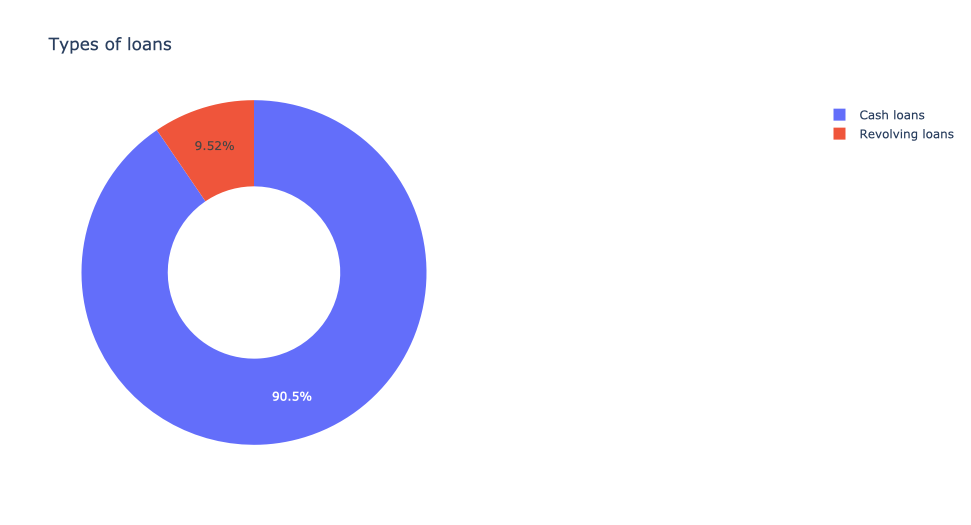 Types of loans
Cash loans
Revolving loans
9.52%
90.5%